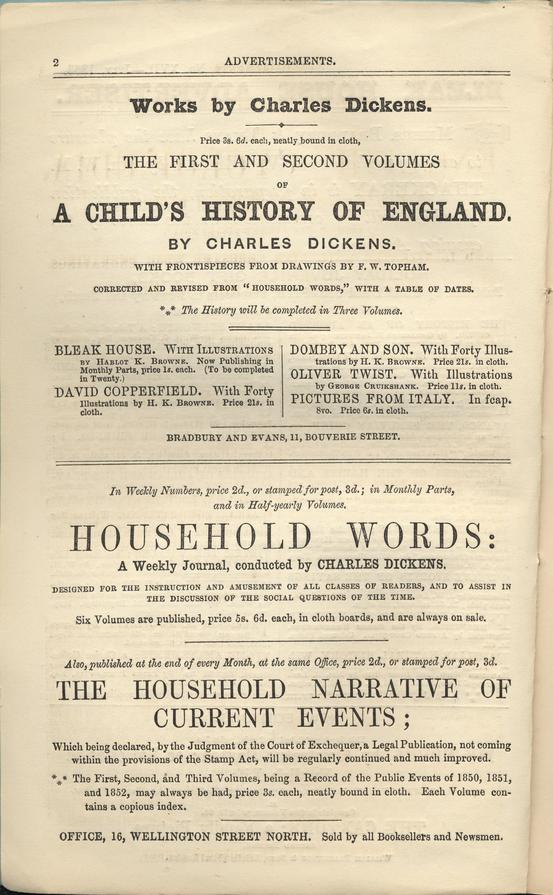 2
ADVERTISEMENTS.
Works by Charles Dickens.
Price 3s. 6d. each, neatly bound in cloth,
THE FIRST AND SECOND VOLUMES
OF
A CHILD'S HISTORY OF ENGLAND.
BY CHARLES DICKENS.
WITH FRONTISPIECES FROM DRAWINGS BY F. W. TOPHAM.
CORRECTED AND REVISED FROM "HOUSEHOLD WORDS," WITH A TABLE OF DATES.
*** The History will be completed in Three Volumes.
BLEAK HOUSE. WITH ILLUSTRATIONS
BY HABLOT K. BROWNE. Now Publishing in
Monthly Parts, price 1s. each. (To be completed
in Twenty.)
DAVID COPPERFIELD. With Forty
Illustrations by H. K. BROWNE. Price 21s. in
cloth.
DOMBEY AND SON. With Forty Illus-
trations by H. K. BROWNE. Price 21s. in cloth.
OLIVER TWIST. With Illustrations
by GEORGE CRUIKSHANK. Price 11s. in cloth.
PICTURES FROM ITALY. In fcap.
8vo. Price 6s. in cloth.
BRADBURY AND EVANS, 11, BOUVERIE STREET.
In Weekly Numbers, price 2d., or stamped for post, 3d.; in Monthly Parts,
and in Half-yearly Volumes.
HOUSEHOLD WORDS:
A Weekly Journal, conducted by CHARLES DICKENS.
DESIGNED FOR THE INSTRUCTION AND AMUSEMENT OF ALL CLASSES OF READERS, AND TO ASSIST IN
THE DISCUSSION OF THE SOCIAL QUESTIONS OF THE TIME.
Six Volumes are published, price 5s. 6d. each, in cloth boards, and are always on sale.
Also, published at the end of every Month, at the same Office, price 2d., or stamped for post, 3d.
THE HOUSEHOLD NARRATIVE OF
CURRENT EVENTS;
Which being declared, by the Judgment of the Court of Exchequer, a Legal Publication, not coming
within the provisions of the Stamp Act, will be regularly continued and much improved.
*** The First, Second, and Third Volumes, being a Record of the Public Events of 1850, 1851,
and 1852, may always be had, price 3s. each, neatly bound in cloth. Each Volume con-
tains a copious index.
OFFICE, 16, WELLINGTON STREET NORTH. Sold by all Booksellers and Newsmen.